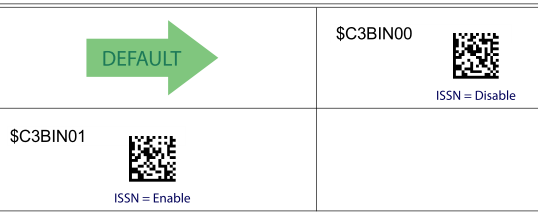 DEFAULT
$C3BIN00
ISSN = Disable
$C3BIN01
ISSN = Enable